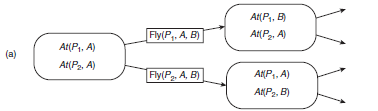 At(P₁, B)
At(P₂, A)
Fly(P₁, A, B)
(a)
At(P₁, A)
At(P₂, A)
Fly(P₂, A, B)
At(P₁, A)
At(P₂, B)